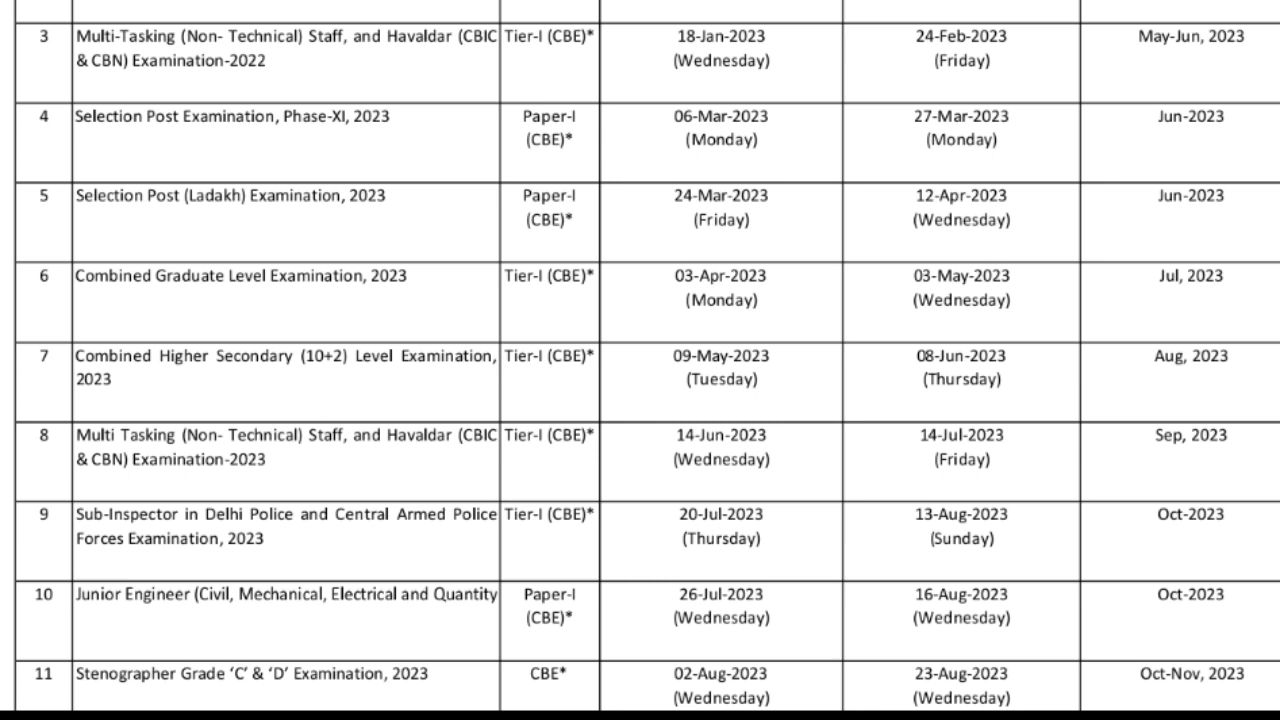 3 Multi-Tasking (Non- Technical) Staff, and Havaldar (CBIC Tier-I (CBE)* 18-Jan-2023 24-Feb-2023 May-Jun, 2023
& CBN) Examination-2022 (Wednesday) (Friday)
4 Selection Post Examination, Phase-XI, 2023 Paper-I 06-Mar-2023 27-Mar-2023 Jun-2023
(CBE)* (Monday) (Monday)
5 Selection Post (Ladakh) Examination, 2023 Paper-I 24-Mar-2023 12-Apr-2023 Jun-2023
(CBE)* (Friday) (Wednesday)
6 Combined Graduate Level Examination, 2023 Tier-I (CBE)* 03-Apr-2023 03-May-2023 Jul, 2023
(Monday) (Wednesday)
7 Combined Higher Secondary (10+2) Level Examination, Tier-I (CBE)* 09-May-2023 08-Jun-2023 Aug, 2023
2023 (Tuesday) (Thursday)
8 Multi Tasking (Non- Technical) Staff, and Havaldar (CBIC Tier-I (CBE)* 14-Jun-2023 14-Jul-2023 Sep, 2023
& CBN) Examination-2023 (Wednesday) (Friday)
9 Sub-Inspector in Delhi Police and Central Armed Police Tier-I (CBE)* 20-Jul-2023 13-Aug-2023 Oct-2023
Forces Examination, 2023 (Thursday) (Sunday)
10 Junior Engineer (Civil, Mechanical, Electrical and Quantity Paper-I 26-Jul-2023 16-Aug-2023 Oct-2023
(CBE)* (Wednesday) (Wednesday)
11 Stenographer Grade ‘C’ & ‘D’ Examination, 2023 CBE* 02-Aug-2023 23-Aug-2023 Oct-Nov, 2023
(Wednesday) (Wednesday)